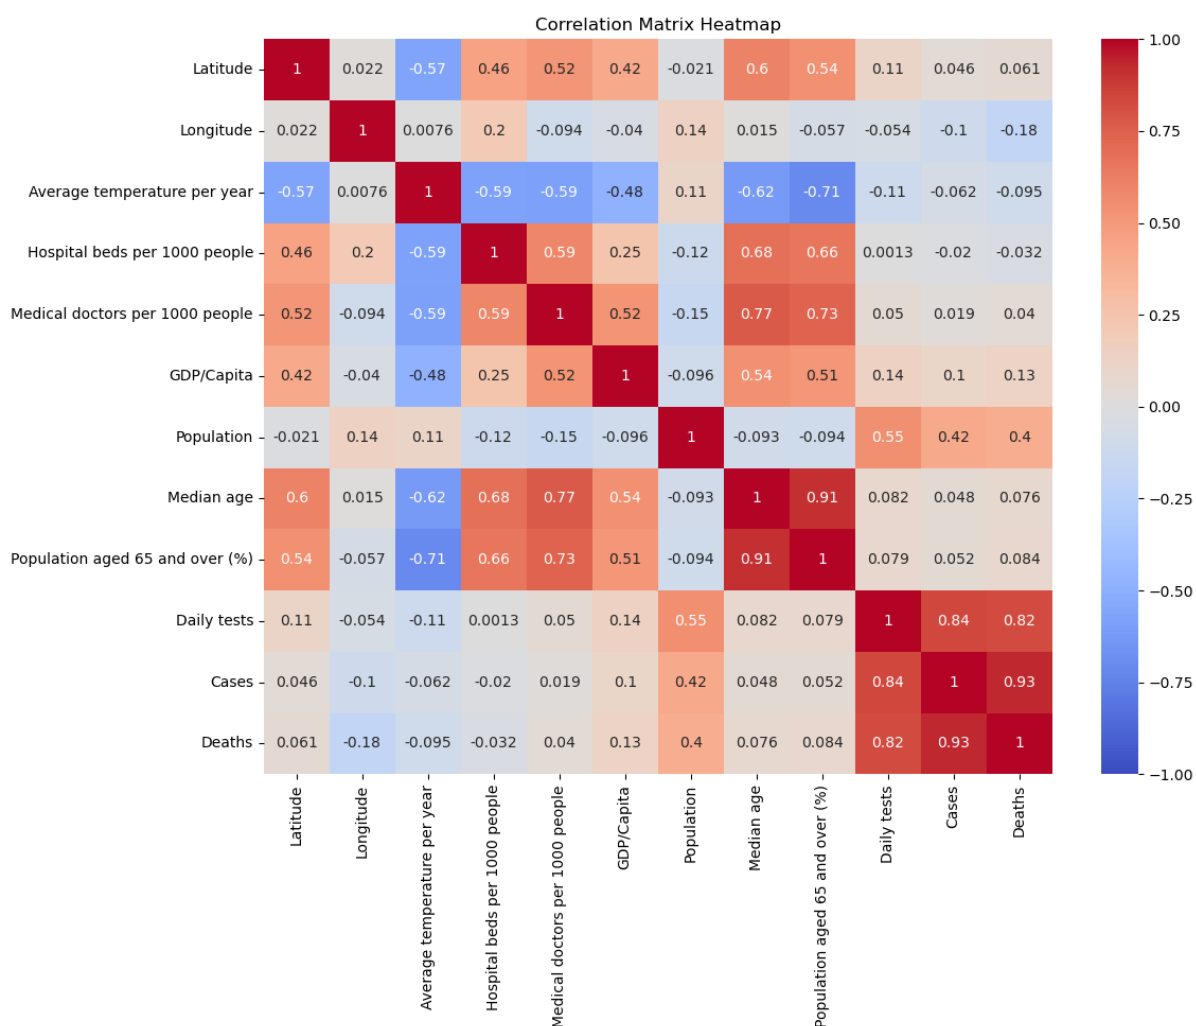 Correlation Matrix Heatmap
Latitude 1 0.022 -0.57 0.46 0.52 0.42 -0.021 0.6 0.54 0.11 0.046 0.061
Longitude 0.022 1 0.0076 0.2 -0.094 -0.04 0.14 0.015 -0.057 -0.054 -0.1 -0.18
Average temperature per year -0.57 0.0076 1 -0.59 -0.59 -0.48 0.11 -0.62 -0.71 -0.11 -0.062 -0.095
Hospital beds per 1000 people 0.46 0.2 -0.59 1 0.59 0.25 -0.12 0.68 0.66 0.0013 -0.02 -0.032
Medical doctors per 1000 people 0.52 -0.094 -0.59 0.59 1 0.52 -0.15 0.77 0.73 0.05 0.019 0.04
GDP/Capita 0.42 -0.04 -0.48 0.25 0.52 1 -0.096 0.54 0.51 0.14 0.1 0.13
Population -0.021 0.14 0.11 -0.12 -0.15 -0.096 1 -0.093 -0.094 0.55 0.42 0.4
Median age 0.6 0.015 -0.62 0.68 0.77 0.54 -0.093 1 0.91 0.082 0.048 0.076
Population aged 65 and over (%) 0.54 -0.057 -0.71 0.66 0.73 0.51 -0.094 0.91 1 0.079 0.052 0.084
Daily tests 0.11 -0.054 -0.11 0.0013 0.05 0.14 0.55 0.082 0.079 1 0.84 0.82
Cases 0.046 -0.1 -0.062 -0.02 0.019 0.1 0.42 0.048 0.052 0.84 1 0.93
Deaths 0.061 -0.18 -0.095 -0.032 0.04 0.13 0.4 0.076 0.084 0.82 0.93 1
Latitude
Longitude
Average temperature per year
Hospital beds per 1000 people
Medical doctors per 1000 people
GDP/Capita
Population
Median age
Population aged 65 and over (%)
Daily tests
Cases
Deaths
1.00
0.75
0.50
0.25
0.00
−0.25
−0.50
−0.75
−1.00